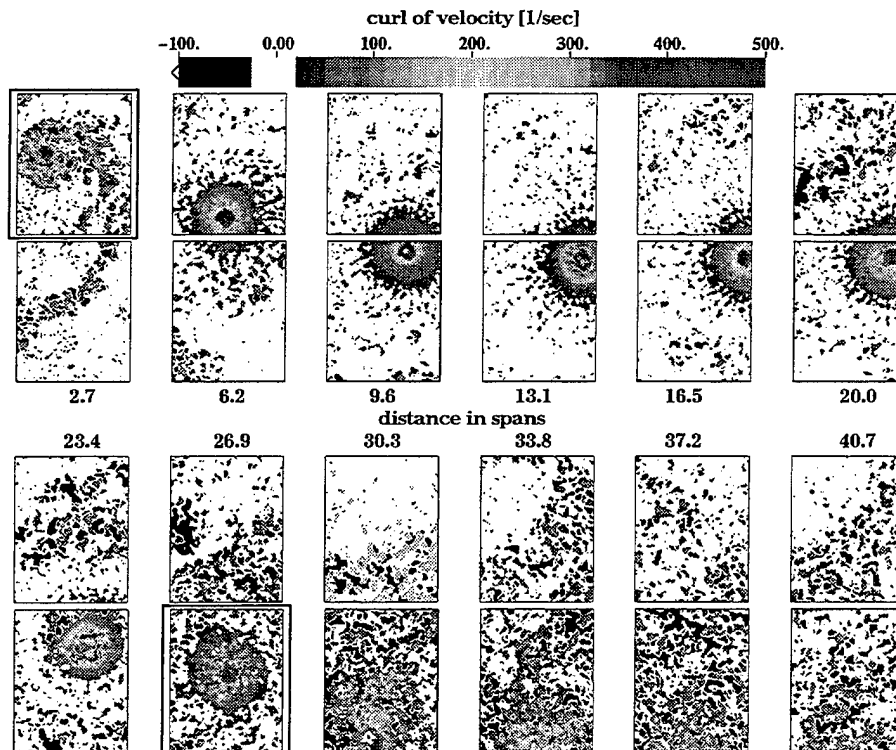 curl of velocity [1/sec]
−100. 0.00 100. 200. 300. 400. 500.
2.7 6.2 9.6 13.1 16.5 20.0
distance in spans
23.4 26.9 30.3 33.8 37.2 40.7